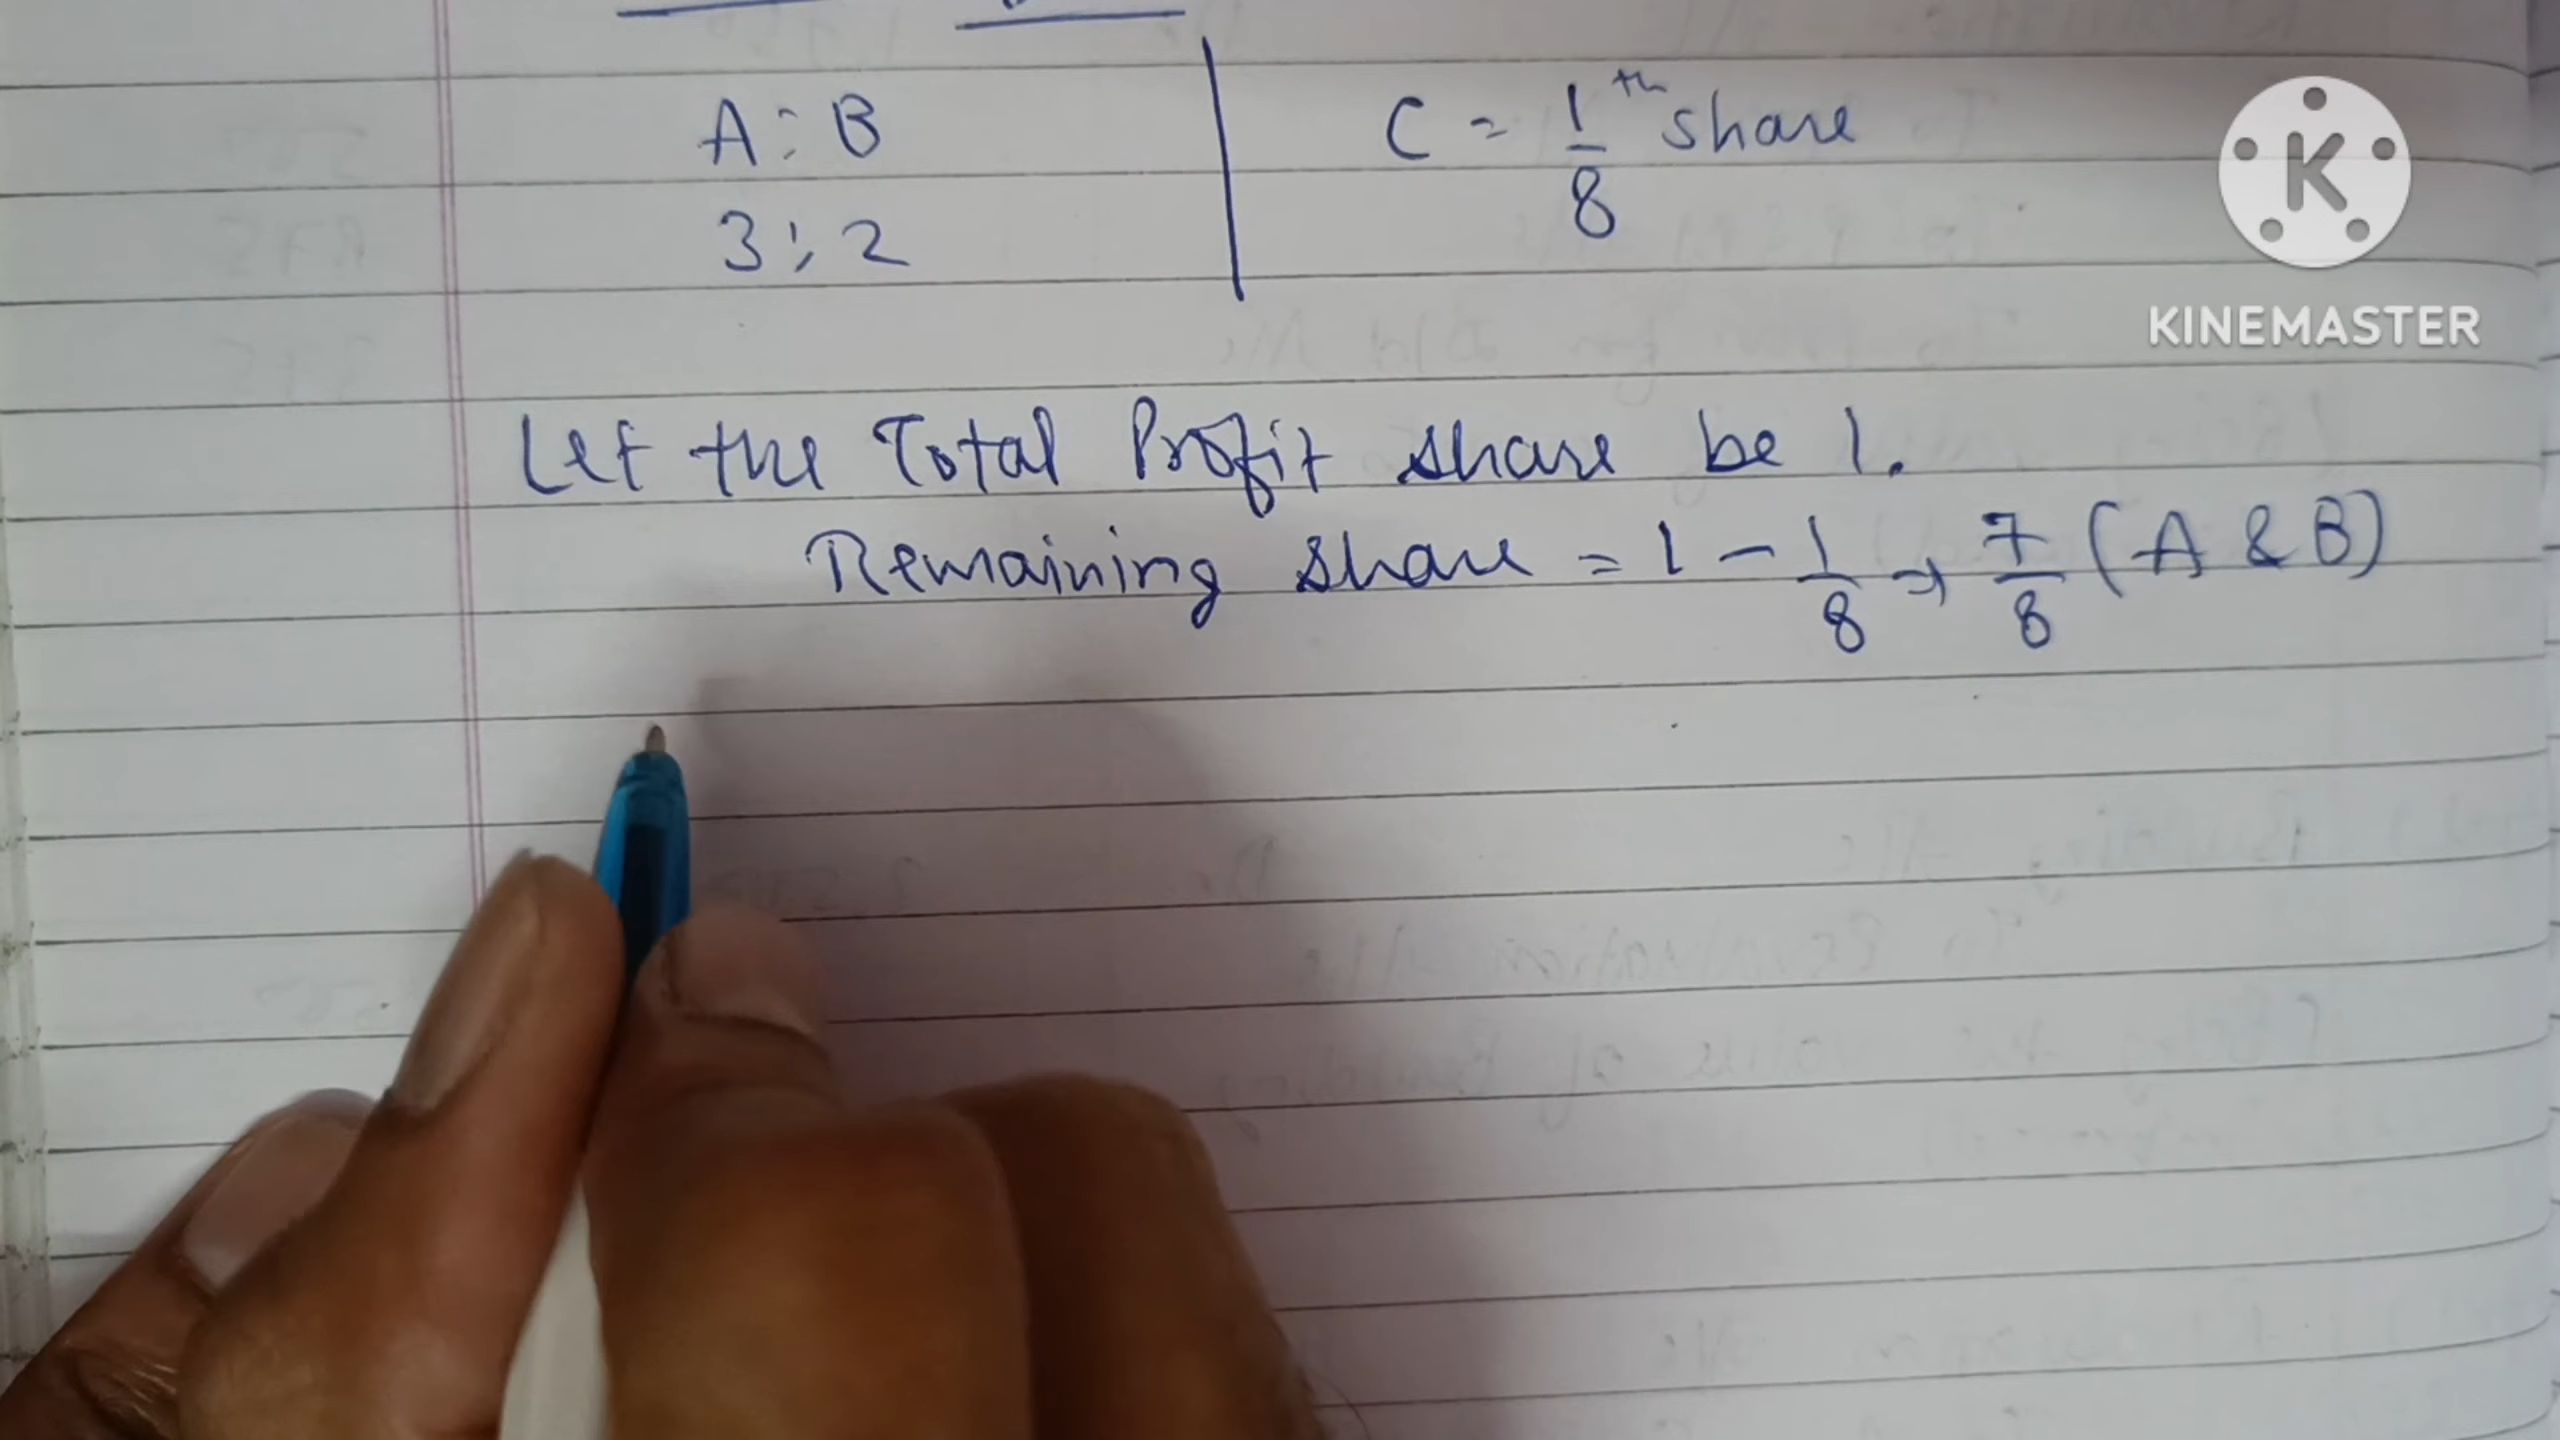 A : B
3 : 2
C = 1/8 th share
Let the Total Profit share be 1.
Remaining share = 1 - 1/8 → 7/8 (A & B)
K
KINEMASTER